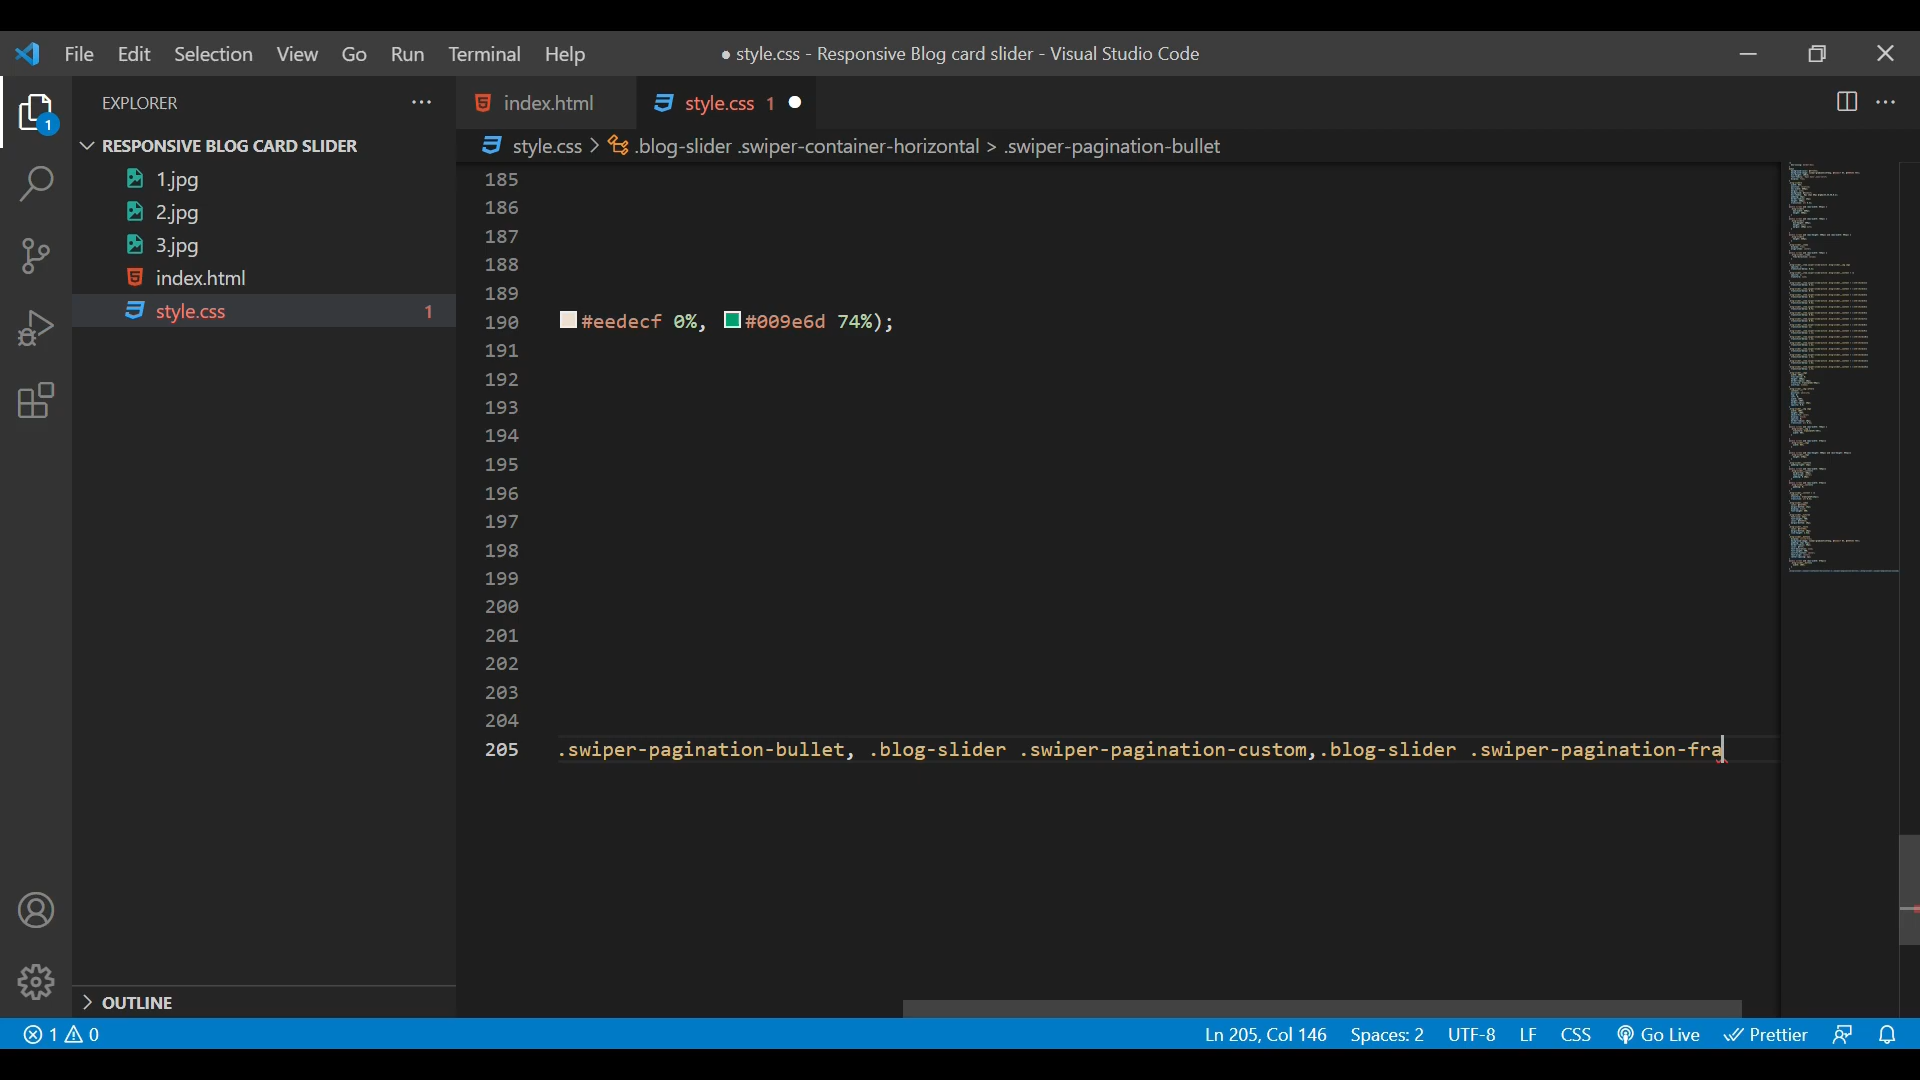 File Edit Selection View Go Run Terminal Help
● style.css - Responsive Blog card slider - Visual Studio Code
EXPLORER
index.html
style.css 1
style.css > .blog-slider .swiper-container-horizontal > .swiper-pagination-bullet
RESPONSIVE BLOG CARD SLIDER
1.jpg
2.jpg
3.jpg
index.html
style.css 1
1
185
186
187
188
189
190 #eedecf 0%, #009e6d 74%);
191
192
193
194
195
196
197
198
199
200
201
202
203
204
205 .swiper-pagination-bullet, .blog-slider .swiper-pagination-custom,.blog-slider .swiper-pagination-fra
OUTLINE
1 0
Ln 205, Col 146 Spaces: 2 UTF-8 LF CSS Go Live Prettier